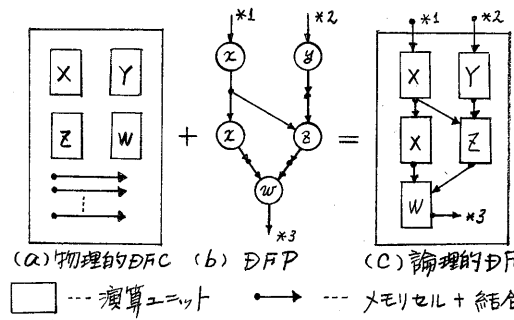 *1 *2 *1 *2
X Y x y X Y
Z W + x z = X Z
w W
*3 *3
(a)物理的DFC (b) DFP (c)論理的DF
--- 演算ユニット --- メモリセル + 結合